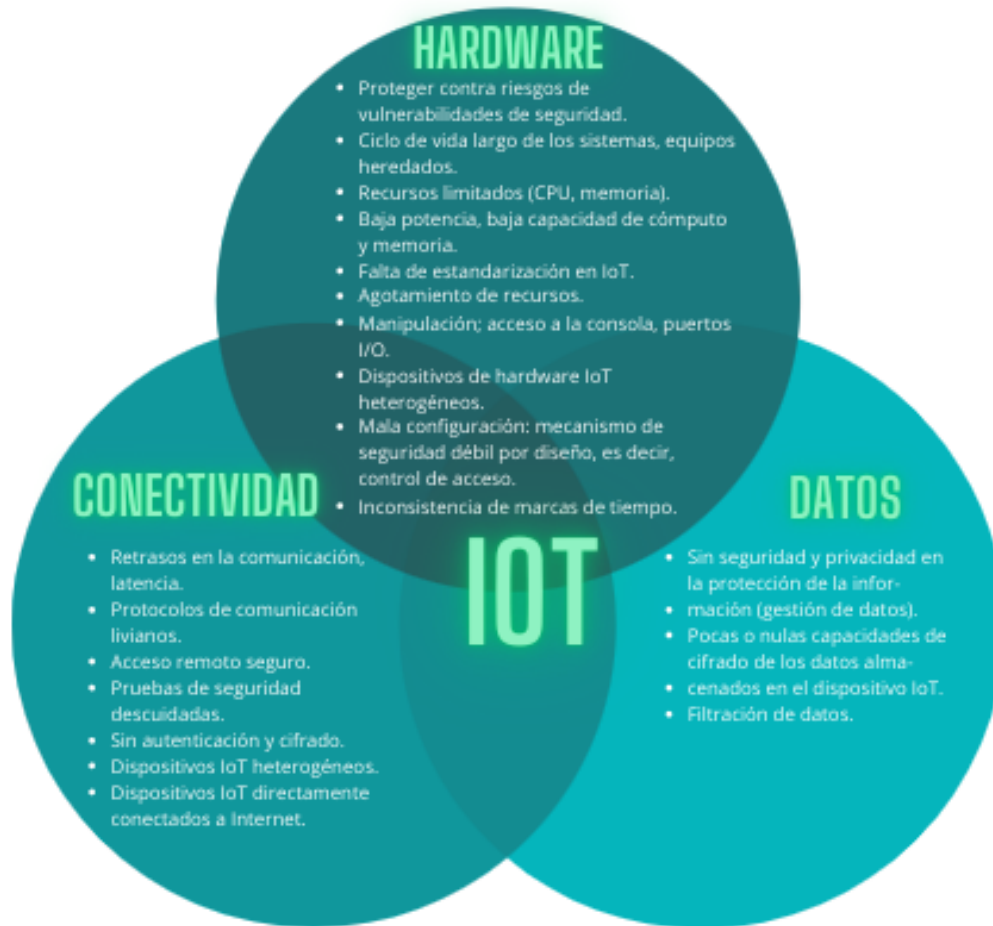 HARDWARE
• Proteger contra riesgos de
vulnerabilidades de seguridad.
• Ciclo de vida largo de los sistemas, equipos
heredados.
• Recursos limitados (CPU, memoria).
• Baja potencia, baja capacidad de cómputo
y memoria.
• Falta de estandarización en IoT.
• Agotamiento de recursos.
• Manipulación; acceso a la consola, puertos
I/O.
• Dispositivos de hardware IoT
heterogéneos.
• Mala configuración: mecanismo de
seguridad débil por diseño, es decir,
control de acceso.
• Inconsistencia de marcas de tiempo.
CONECTIVIDAD
• Retrasos en la comunicación,
latencia.
• Protocolos de comunicación
livianos.
• Acceso remoto seguro.
• Pruebas de seguridad
descuidadas.
• Sin autenticación y cifrado.
• Dispositivos IoT heterogéneos.
• Dispositivos IoT directamente
conectados a Internet.
IOT
DATOS
• Sin seguridad y privacidad en
la protección de la infor-
• mación (gestión de datos).
• Pocas o nulas capacidades de
cifrado de los datos alma-
• cenados en el dispositivo IoT.
• Filtración de datos.